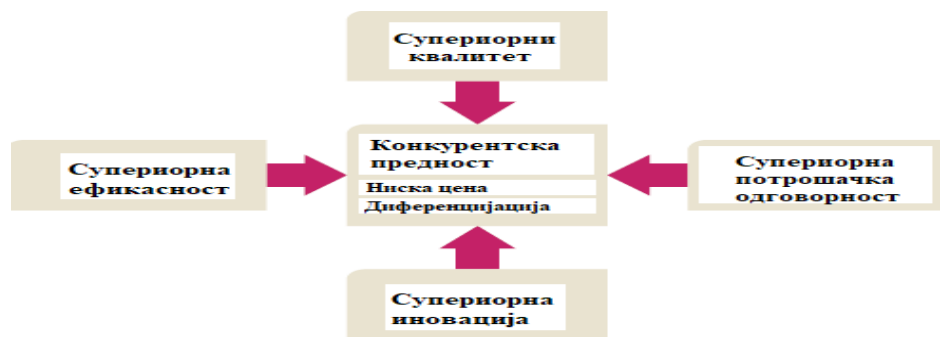 Супериорни
квалитет
Супериорна
ефикасност
Конкурентска
предност
Ниска цена
Диференцијација
Супериорна
потрошачка
одговорност
Супериорна
иновација